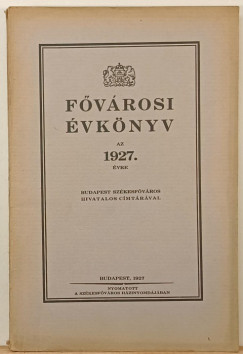 FŐVÁROSI
ÉVKÖNYV
AZ
1927.
ÉVRE
BUDAPEST SZÉKESFŐVÁROS
HIVATALOS CÍMTÁRÁVAL
BUDAPEST, 1927
NYOMATOTT
A SZÉKESFŐVÁROS HÁZINYOMDÁJÁBAN